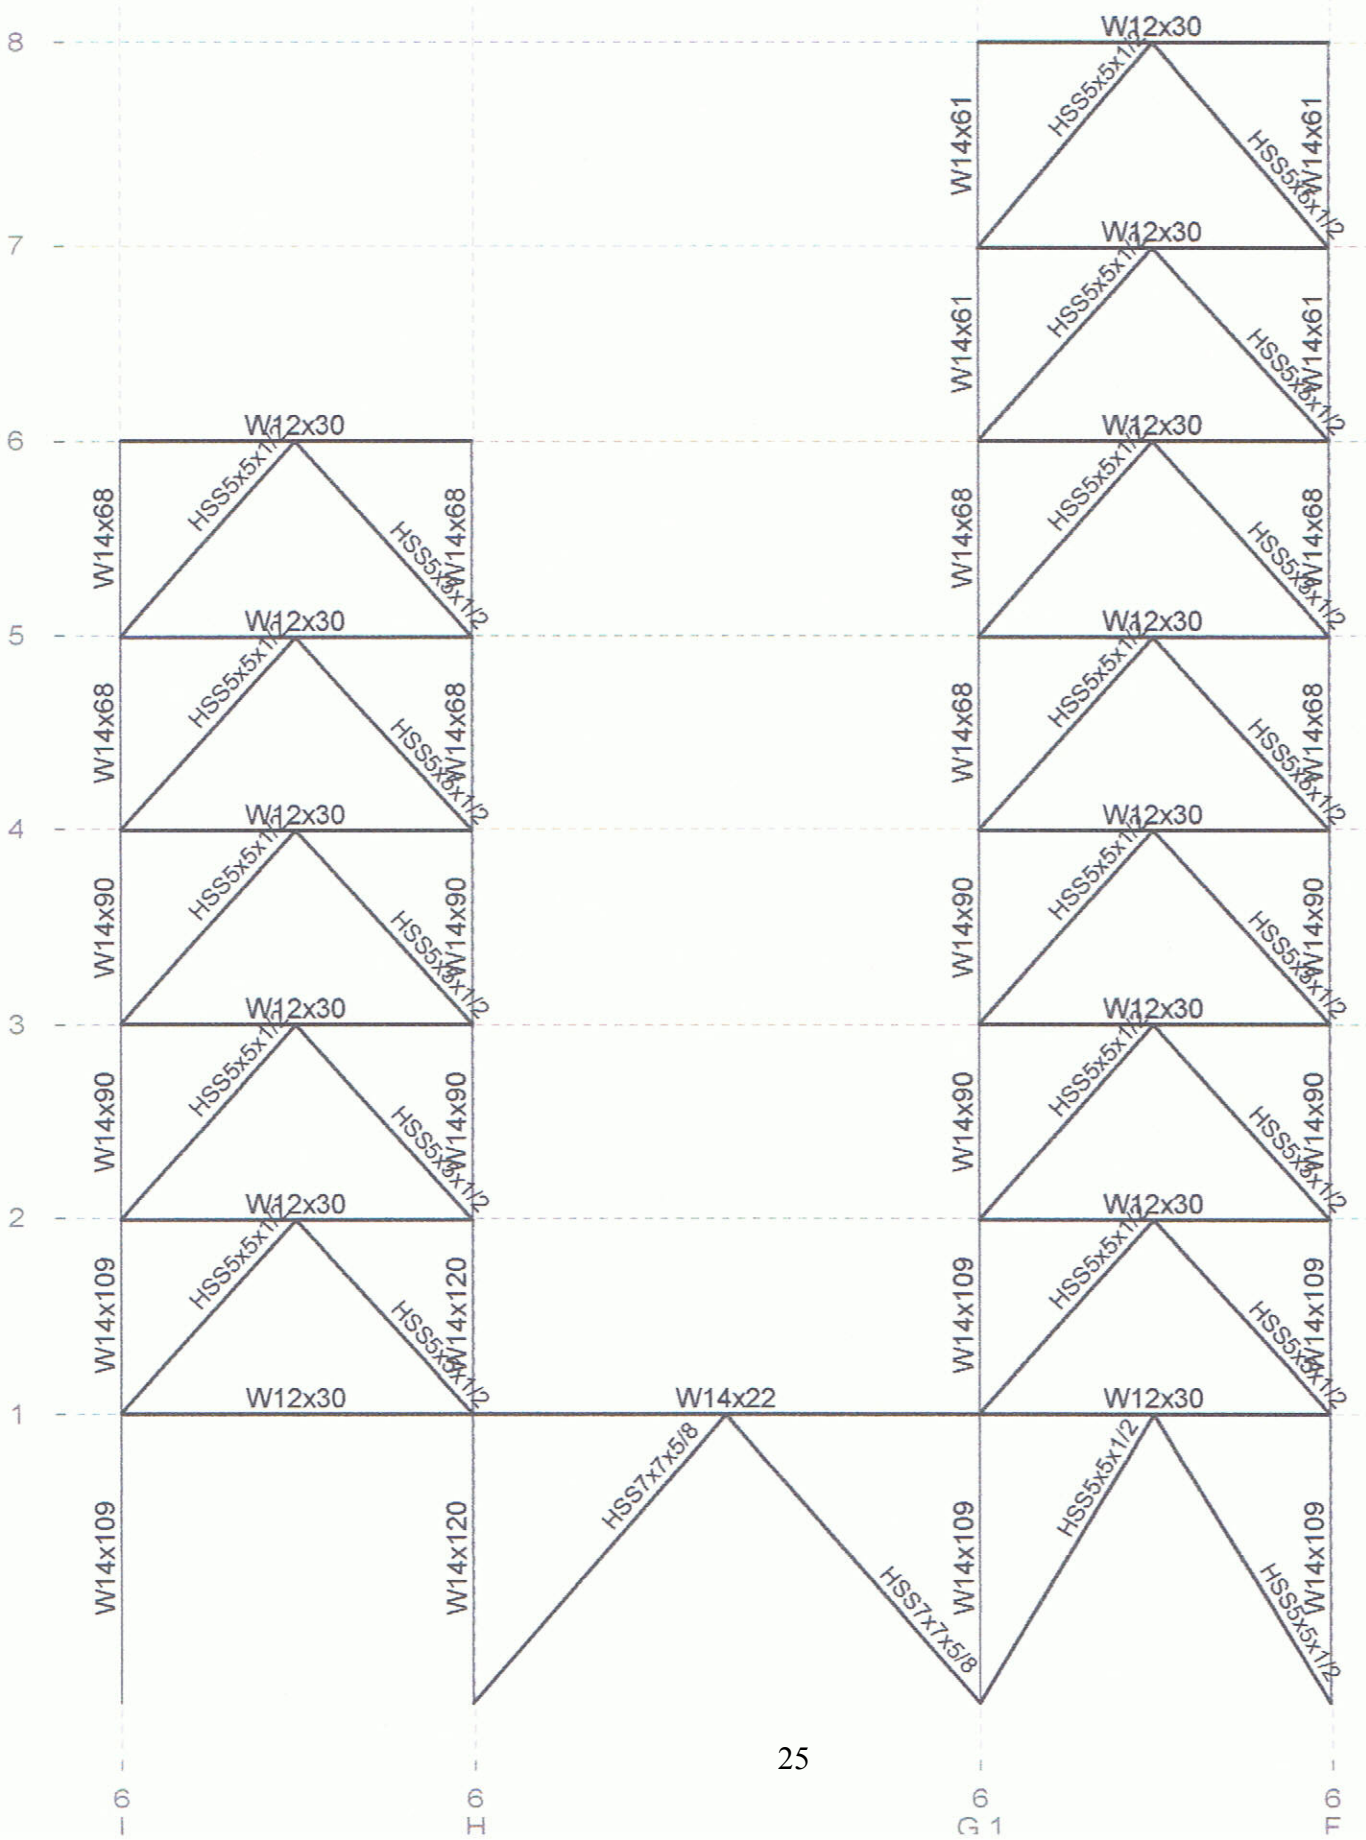 8 W12x30
W14x61 HSS5x5x1/2 HSS5x5x1/2 W14x61
7 W12x30
W14x61 HSS5x5x1/2 HSS5x5x1/2 W14x61
6 W12x30 W12x30
W14x68 HSS5x5x1/2 HSS5x5x1/2 W14x68 W14x68 HSS5x5x1/2 HSS5x5x1/2 W14x68
5 W12x30 W12x30
W14x68 HSS5x5x1/2 HSS5x5x1/2 W14x68 W14x68 HSS5x5x1/2 HSS5x5x1/2 W14x68
4 W12x30 W12x30
W14x90 HSS5x5x1/2 HSS5x5x1/2 W14x90 W14x90 HSS5x5x1/2 HSS5x5x1/2 W14x90
3 W12x30 W12x30
W14x90 HSS5x5x1/2 HSS5x5x1/2 W14x90 W14x90 HSS5x5x1/2 HSS5x5x1/2 W14x90
2 W12x30 W12x30
W14x109 HSS5x5x1/2 HSS5x5x1/2 W14x120 W14x109 HSS5x5x1/2 HSS5x5x1/2 W14x109
1 W12x30 W14x22 W12x30
W14x109 W14x120 HSS7x7x5/8 HSS7x7x5/8 W14x109 HSS5x5x1/2 HSS5x5x1/2 W14x109
25
6 6 6 6
I H G1 F